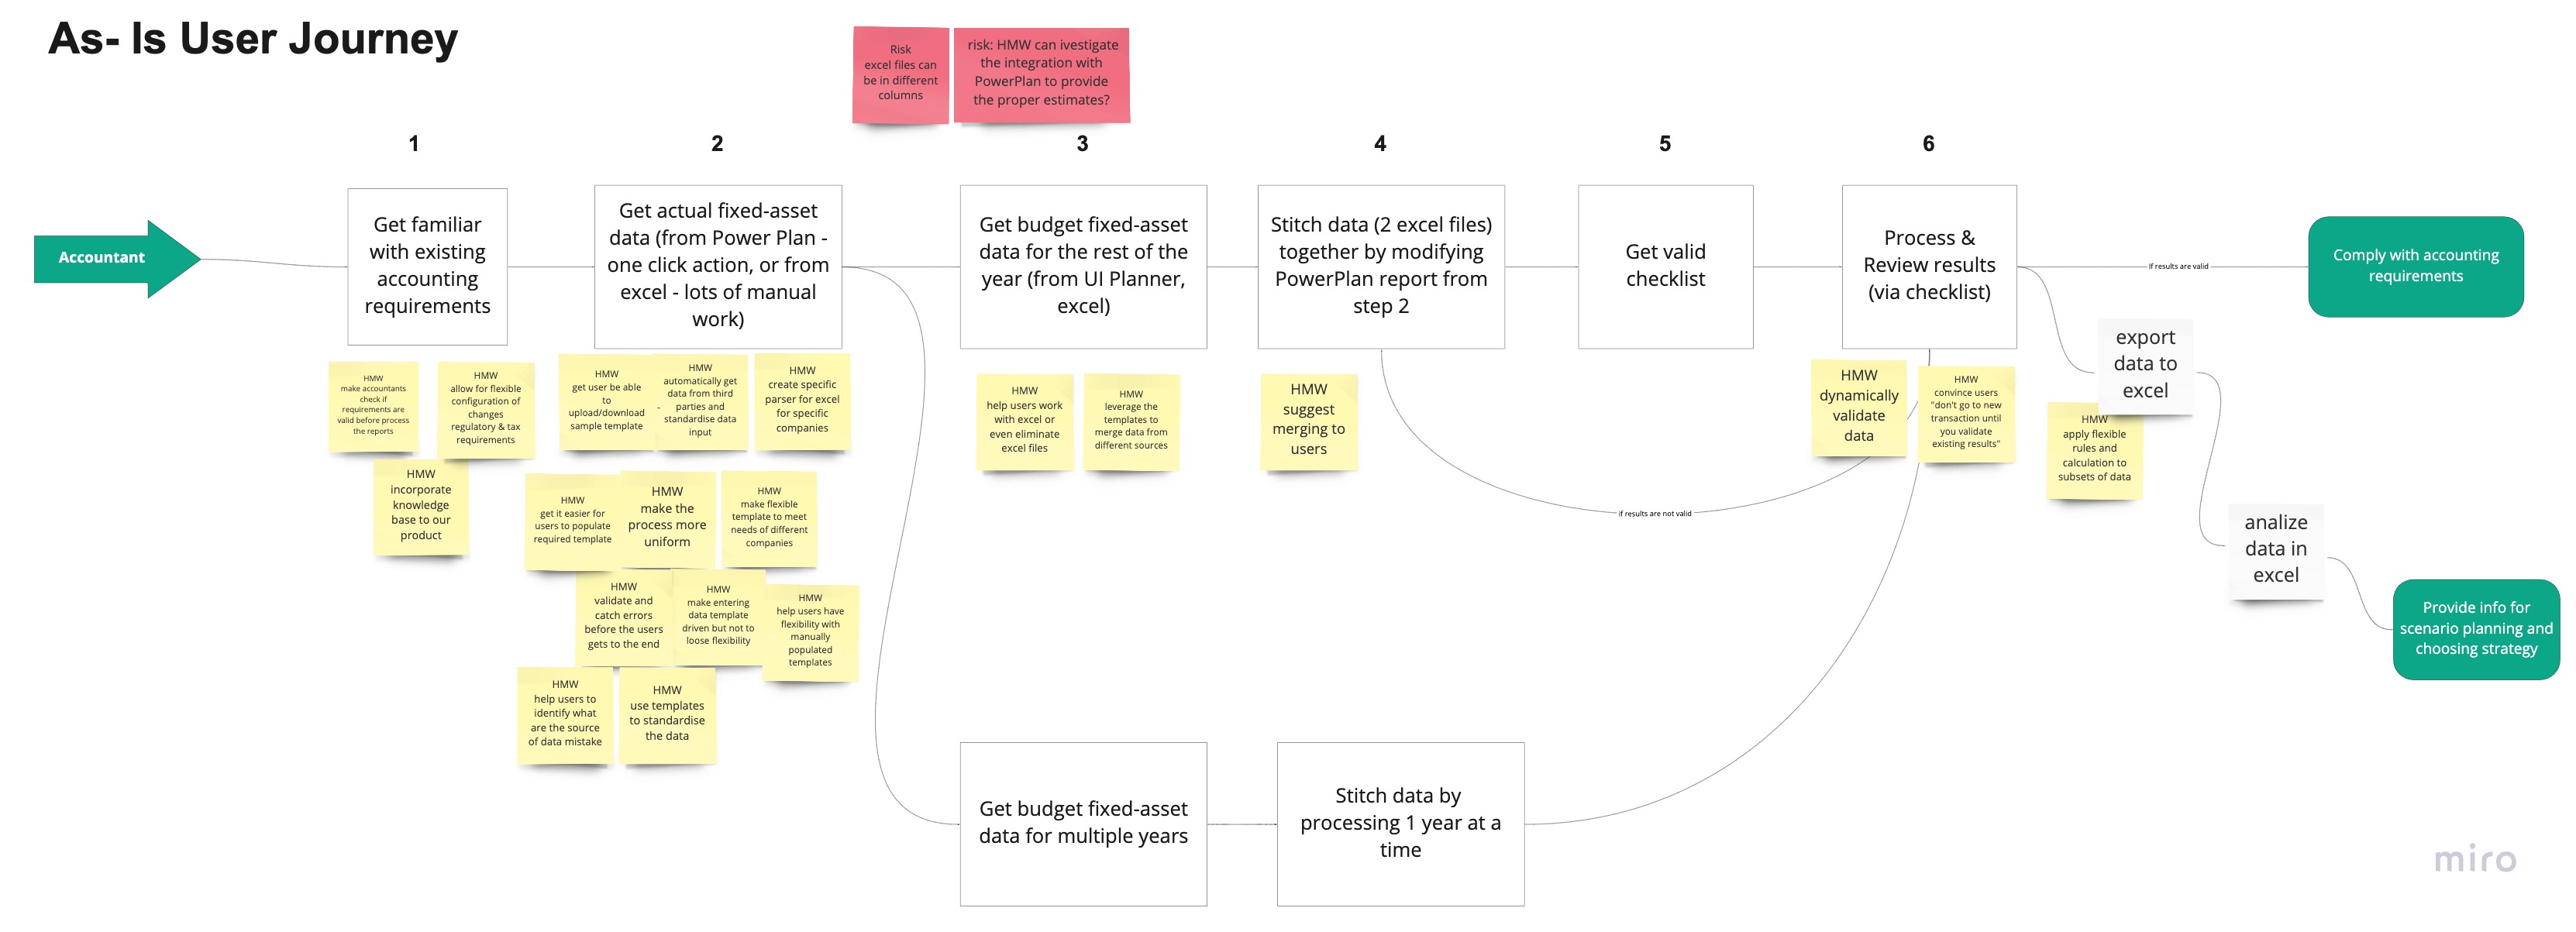 As- Is User Journey
Risk
excel files can
be in different
columns
risk: HMW can ivestigate
the integration with
PowerPlan to provide
the proper estimates?
1
2
3
4
5
6
Accountant
Get familiar
with existing
accounting
requirements
Get actual fixed-asset
data (from Power Plan -
one click action, or from
excel - lots of manual
work)
Get budget fixed-asset
data for the rest of the
year (from UI Planner,
excel)
Stitch data (2 excel files)
together by modifying
PowerPlan report from
step 2
Get valid
checklist
Process &
Review results
(via checklist)
If results are valid
Comply with accounting
requirements
HMW
make accountants
check if
requirements are
valid before process
the reports
HMW
allow for flexible
configuration of
changes
regulatory & tax
requirements
HMW
incorporate
knowledge
base to our
product
HMW
get user be able
to
upload/download
sample template
-
HMW
automatically get
data from third
parties and
standardise data
input
HMW
create specific
parser for excel
for specific
companies
HMW
get it easier for
users to populate
required template
HMW
make the
process more
uniform
HMW
make flexible
template to meet
needs of different
companies
HMW
validate and
catch errors
before the users
gets to the end
HMW
make entering
data template
driven but not to
loose flexibility
HMW
help users have
flexibility with
manually
populated
templates
HMW
help users to
identify what
are the source
of data mistake
HMW
use templates
to standardise
the data
HMW
help users work
with excel or
even eliminate
excel files
HMW
leverage the
templates to
merge data from
different sources
HMW
suggest
merging to
users
if results are not valid
HMW
dynamically
validate
data
HMW
convince users
"don't go to new
transaction until
you validate
existing results"
export
data to
excel
HMW
apply flexible
rules and
calculation to
subsets of data
analize
data in
excel
Provide info for
scenario planning and
choosing strategy
Get budget fixed-asset
data for multiple years
Stitch data by
processing 1 year at a
time
miro